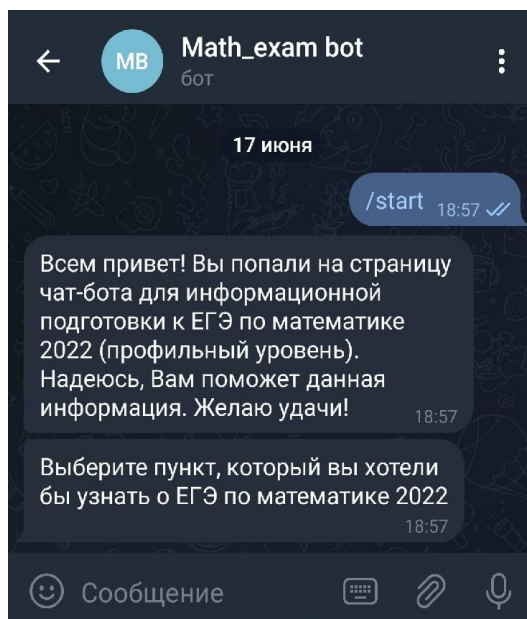 Math_exam bot
MB
бот
17 июня
/start 18:57
Всем привет! Вы попали на страницу
чат-бота для информационной
подготовки к ЕГЭ по математике
2022 (профильный уровень).
Надеюсь, Вам поможет данная
информация. Желаю удачи! 18:57
Выберите пункт, который вы хотели
бы узнать о ЕГЭ по математике 2022
18:57
Сообщение